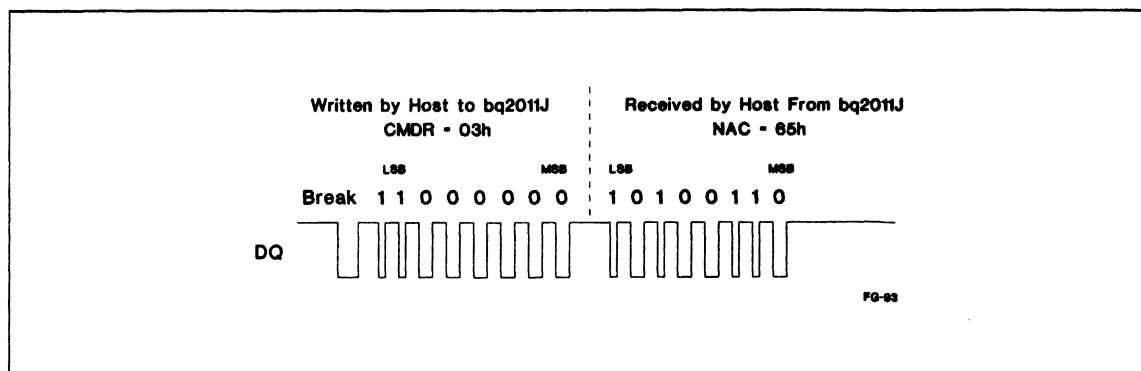 Written by Host to bq2011J
CMDR = 03h
Received by Host From bq2011J
NAC = 65h
LSB MSB LSB MSB
Break 1 1 0 0 0 0 0 0 1 0 1 0 0 1 1 0
DQ
FG-93